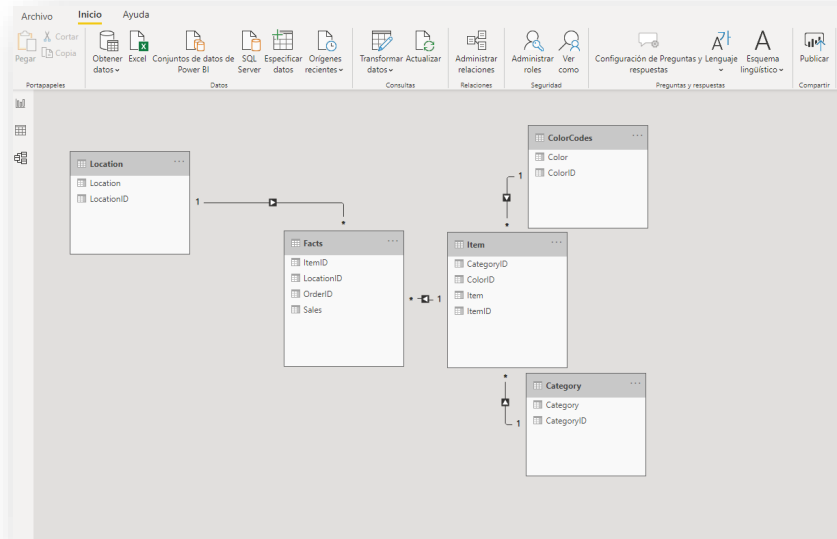 Archivo Inicio Ayuda
Pegar
Cortar
Copia
Obtener datos
Excel
Conjuntos de datos de Power BI
SQL Server
Especificar datos
Orígenes recientes
Transformar datos
Actualizar
Administrar relaciones
Administrar roles
Ver como
Configuración de Preguntas y respuestas
Lenguaje
Esquema lingüístico
Publicar
Portapapeles Datos Consultas Relaciones Seguridad Preguntas y respuestas Compartir
Location
Location
LocationID
1
*
Facts
ItemID
LocationID
OrderID
Sales
* 1
Item
CategoryID
ColorID
Item
ItemID
ColorCodes
Color
ColorID
1
*
Category
Category
CategoryID
*
1